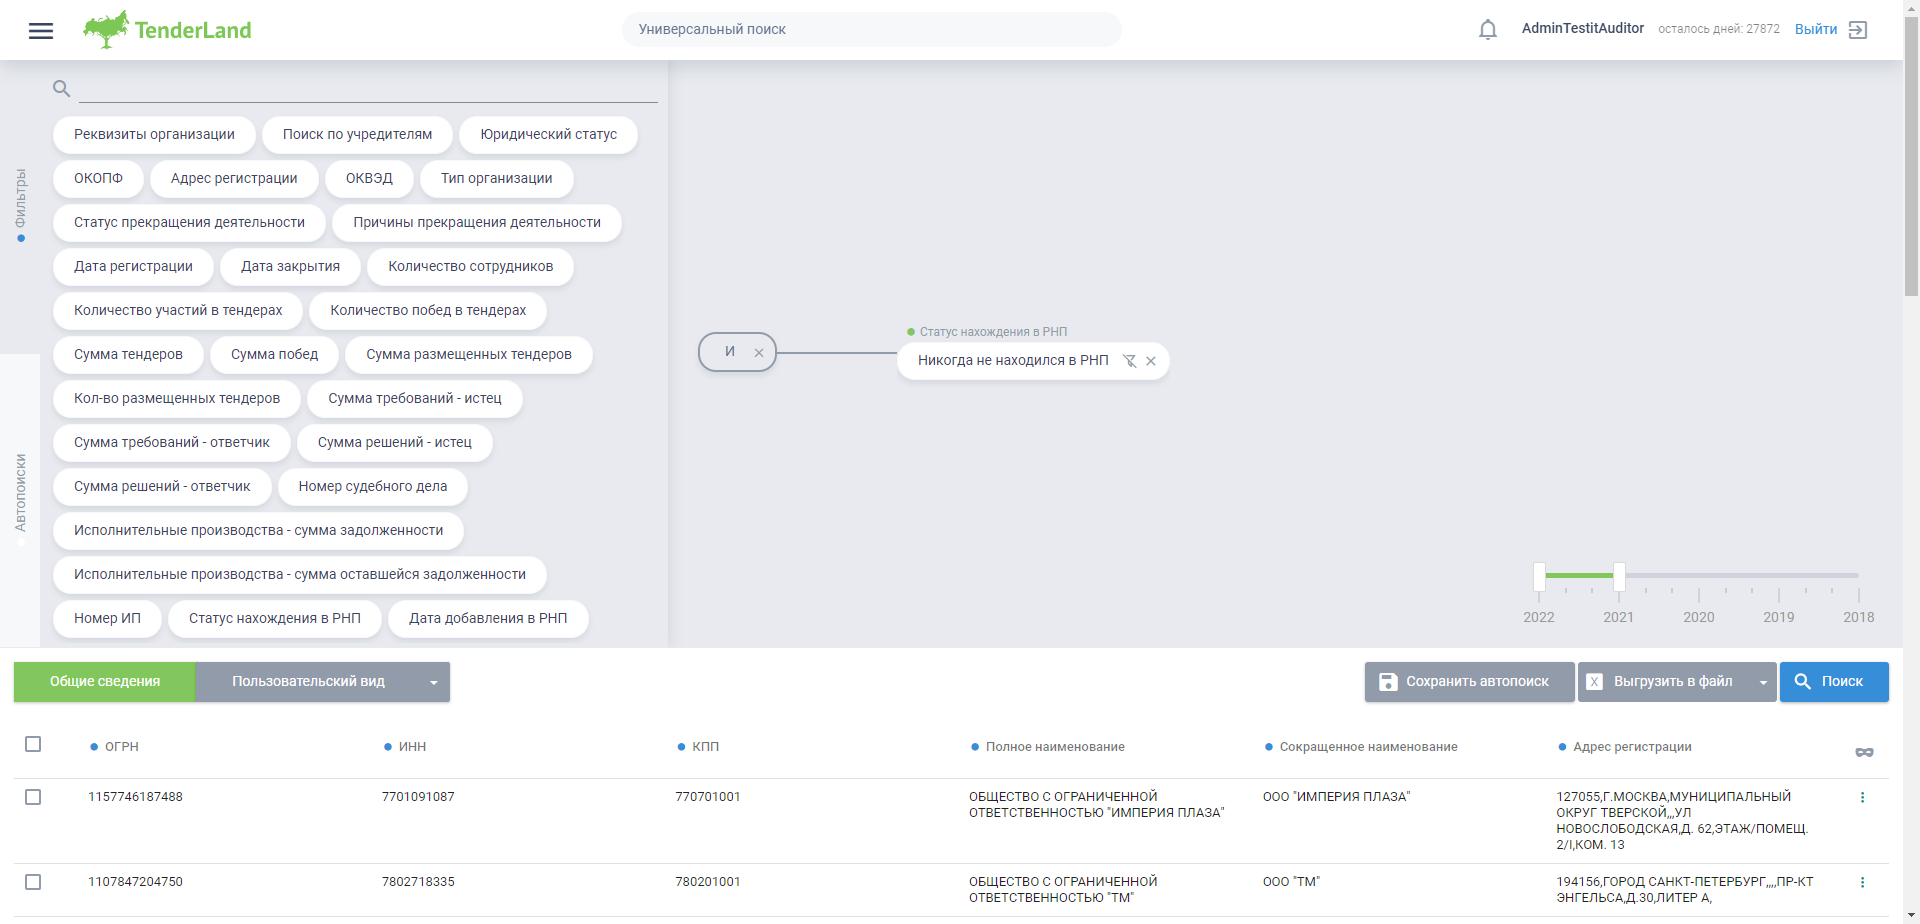 TenderLand
Универсальный поиск
AdminTestitAuditor
осталось дней: 27872
Выйти
Фильтры
Автопоиски
Реквизиты организации
Поиск по учредителям
Юридический статус
ОКОПФ
Адрес регистрации
ОКВЭД
Тип организации
Статус прекращения деятельности
Причины прекращения деятельности
Дата регистрации
Дата закрытия
Количество сотрудников
Количество участий в тендерах
Количество побед в тендерах
Сумма тендеров
Сумма побед
Сумма размещенных тендеров
Кол-во размещенных тендеров
Сумма требований - истец
Сумма требований - ответчик
Сумма решений - истец
Сумма решений - ответчик
Номер судебного дела
Исполнительные производства - сумма задолженности
Исполнительные производства - сумма оставшейся задолженности
Номер ИП
Статус нахождения в РНП
Дата добавления в РНП
И
Статус нахождения в РНП
Никогда не находился в РНП
2022
2021
2020
2019
2018
Общие сведения
Пользовательский вид
Сохранить автопоиск
X
Выгрузить в файл
Поиск
ОГРН
ИНН
КПП
Полное наименование
Сокращенное наименование
Адрес регистрации
1157746187488
7701091087
770701001
ОБЩЕСТВО С ОГРАНИЧЕННОЙ
ОТВЕТСТВЕННОСТЬЮ "ИМПЕРИЯ ПЛАЗА"
ООО "ИМПЕРИЯ ПЛАЗА"
127055,Г.МОСКВА,МУНИЦИПАЛЬНЫЙ
ОКРУГ ТВЕРСКОЙ,,,УЛ
НОВОСЛОБОДСКАЯ,Д. 62,ЭТАЖ/ПОМЕЩ.
2/I,КОМ. 13
1107847204750
7802718335
780201001
ОБЩЕСТВО С ОГРАНИЧЕННОЙ
ОТВЕТСТВЕННОСТЬЮ "ТМ"
ООО "ТМ"
194156,ГОРОД САНКТ-ПЕТЕРБУРГ,,,,ПР-КТ
ЭНГЕЛЬСА,Д.30,ЛИТЕР А,